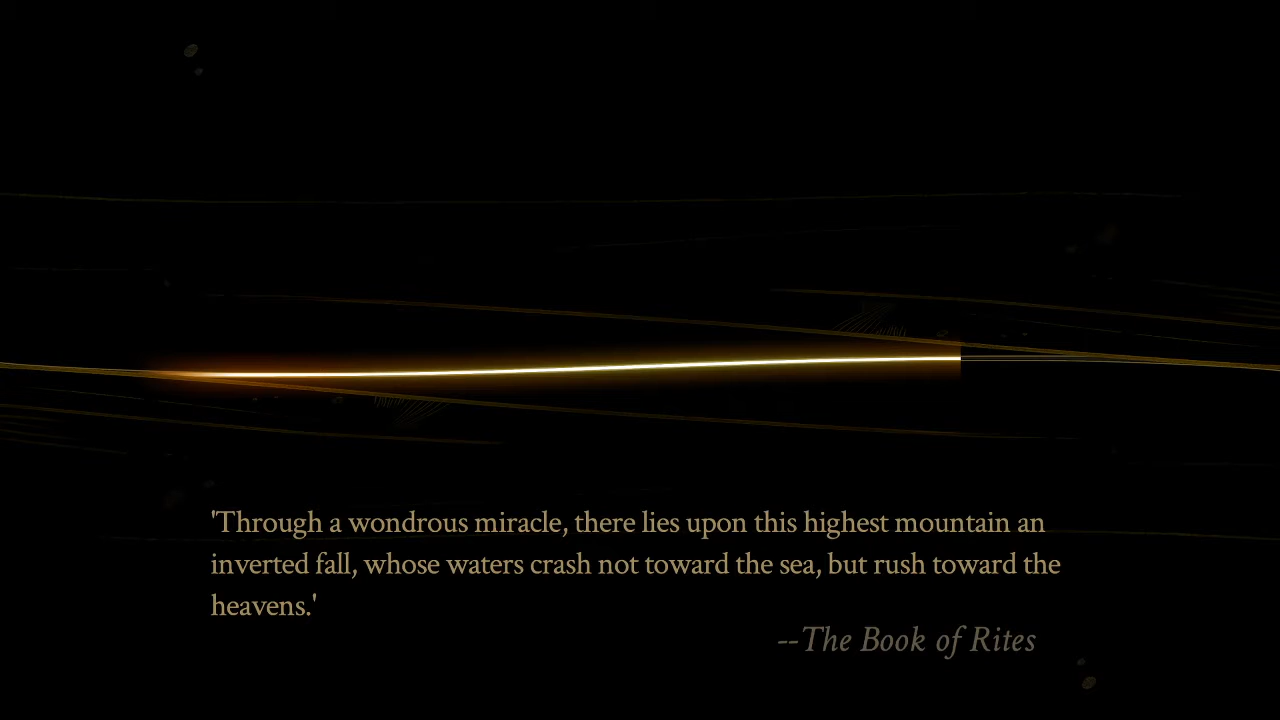 'Through a wondrous miracle, there lies upon this highest mountain an
inverted fall, whose waters crash not toward the sea, but rush toward the
heavens.'
--The Book of Rites